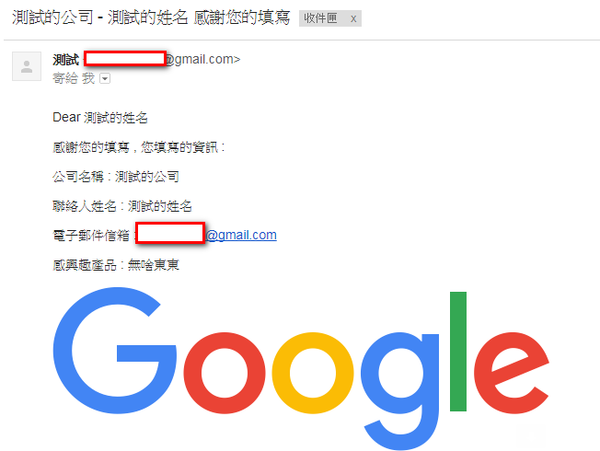 測試的公司 - 測試的姓名 感謝您的填寫 收件匣 x
測試 @gmail.com>
寄給 我
Dear 測試的姓名
感謝您的填寫 , 您填寫的資訊 :
公司名稱 : 測試的公司
聯絡人姓名 : 測試的姓名
電子郵件信箱 : @gmail.com
感興趣產品 : 無啥東東
Google